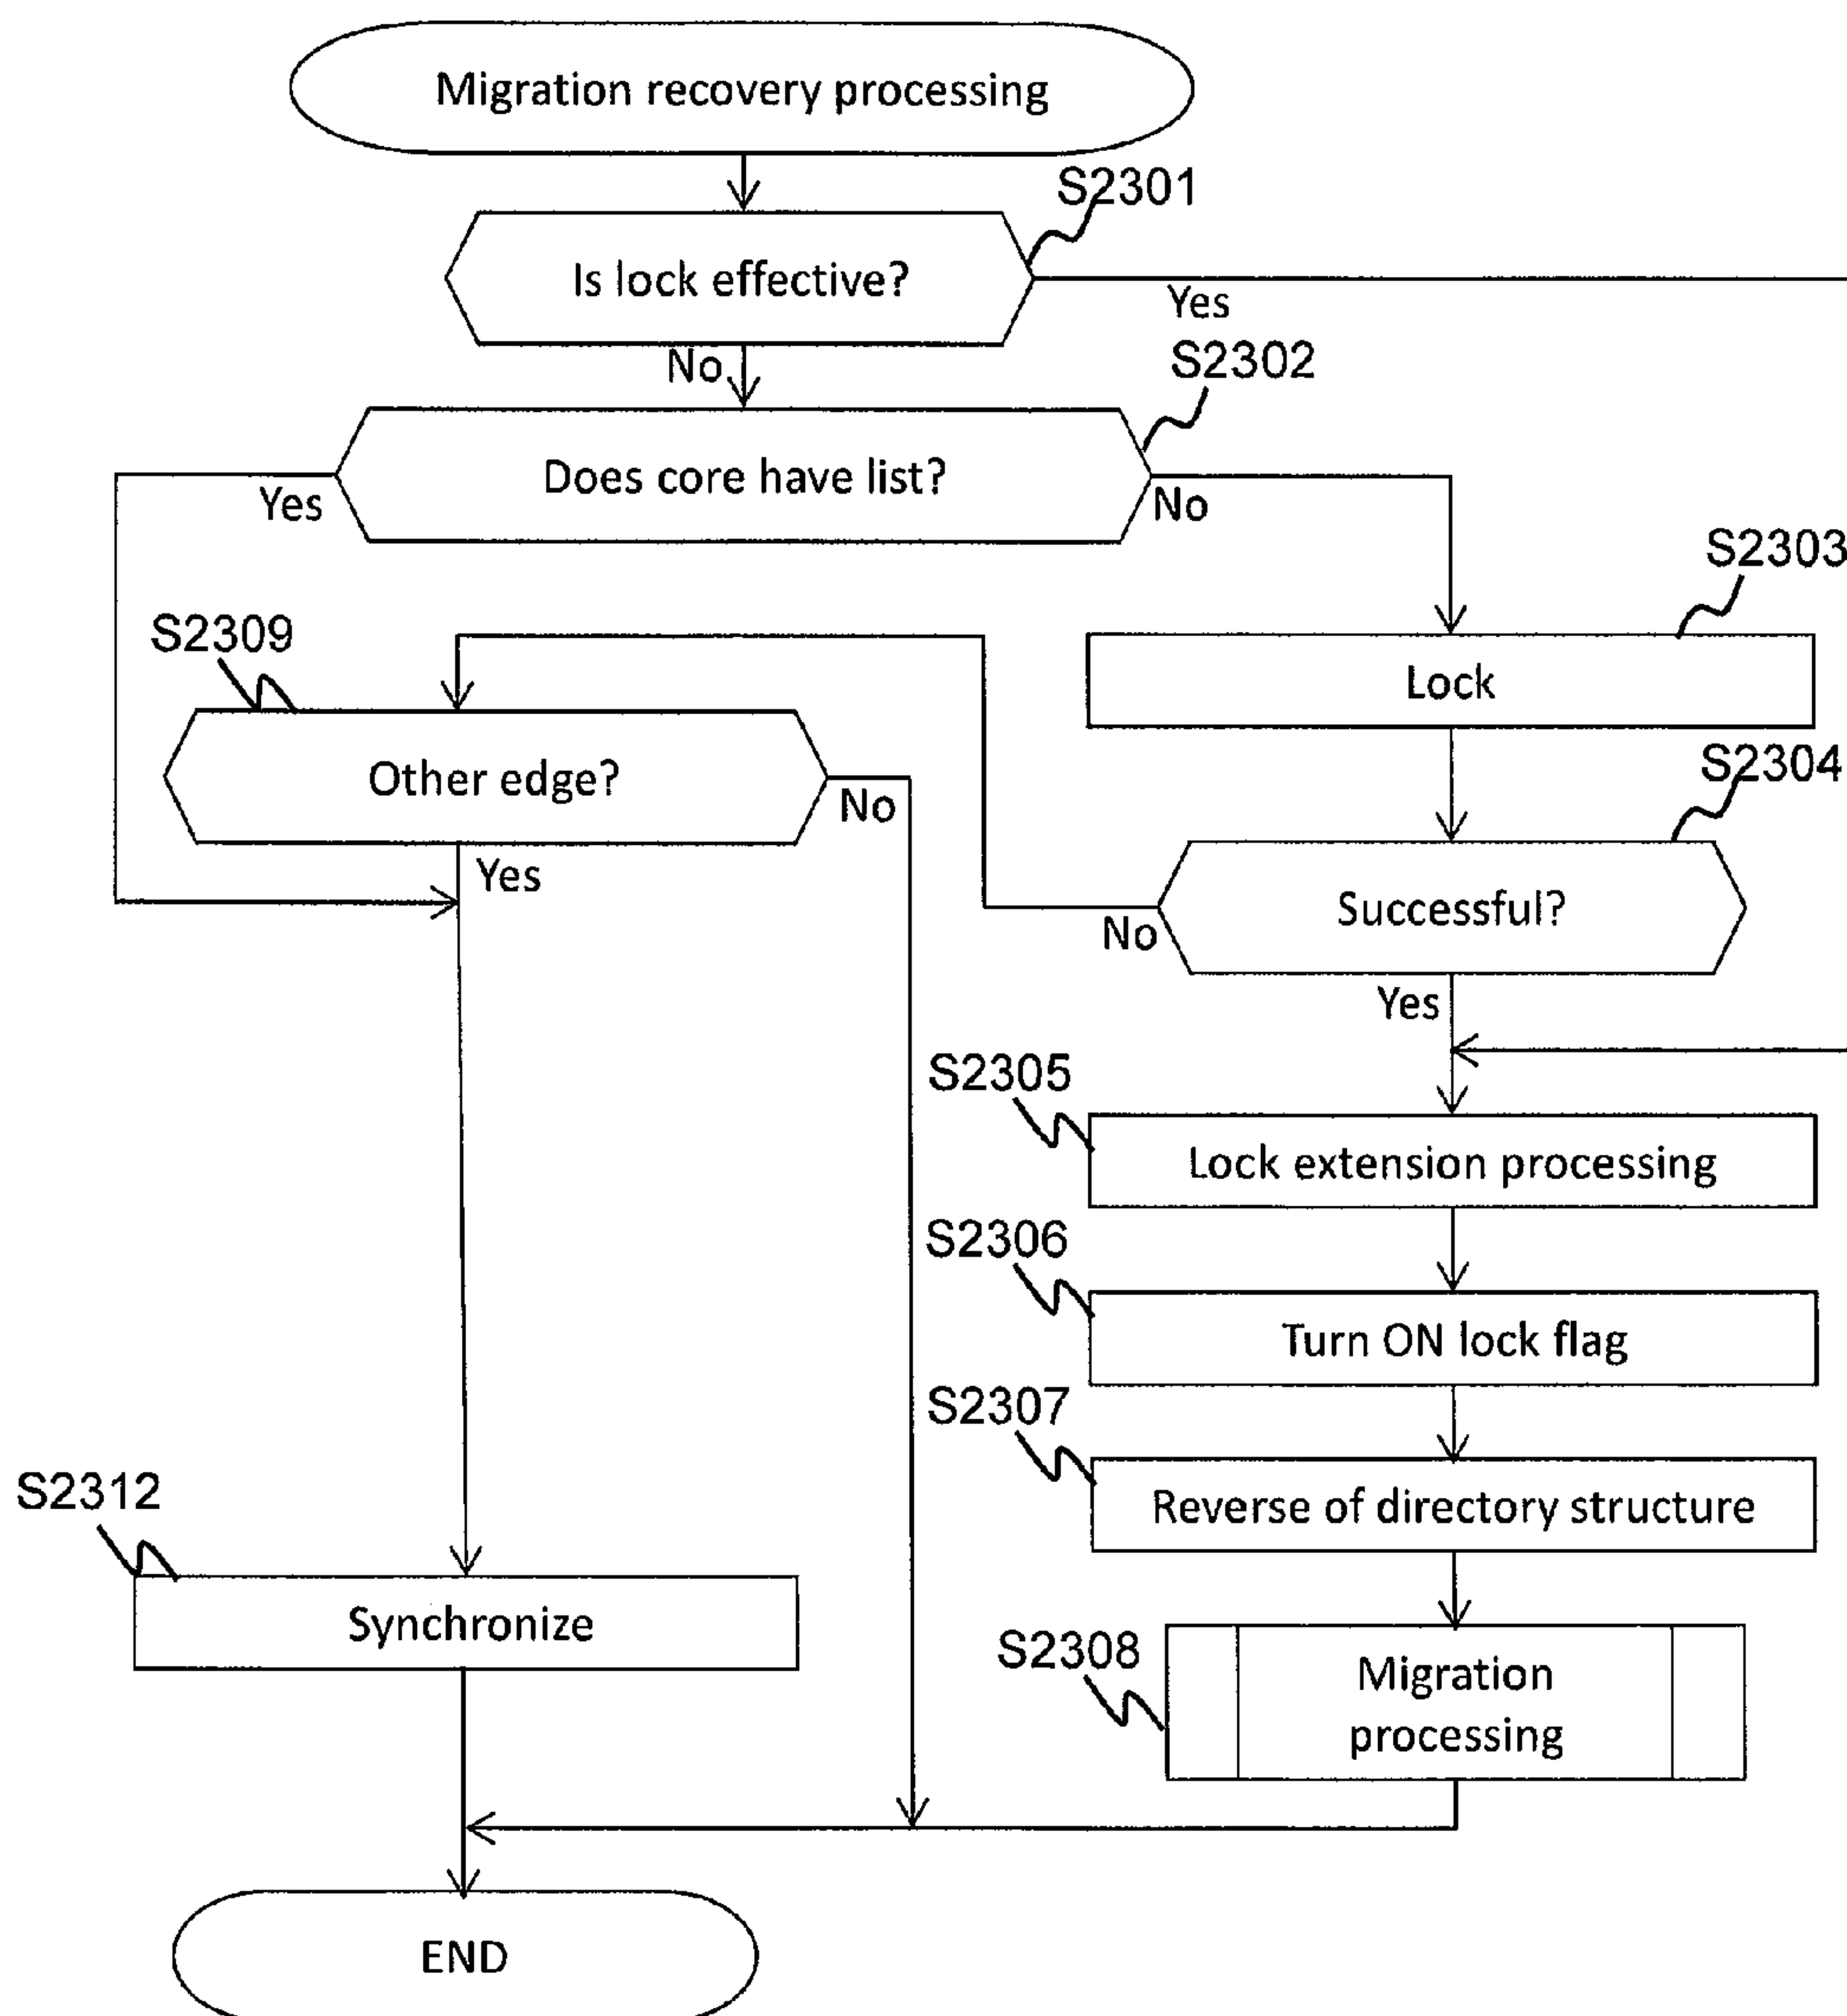 Migration recovery processing
S2301
Is lock effective?
Yes
No
S2302
Does core have list?
Yes
No
S2303
S2309
Lock
Other edge?
No
S2304
Yes
Successful?
No
Yes
S2305
Lock extension processing
S2306
Turn ON lock flag
S2307
Reverse of directory structure
S2312
Synchronize
S2308
Migration
processing
END